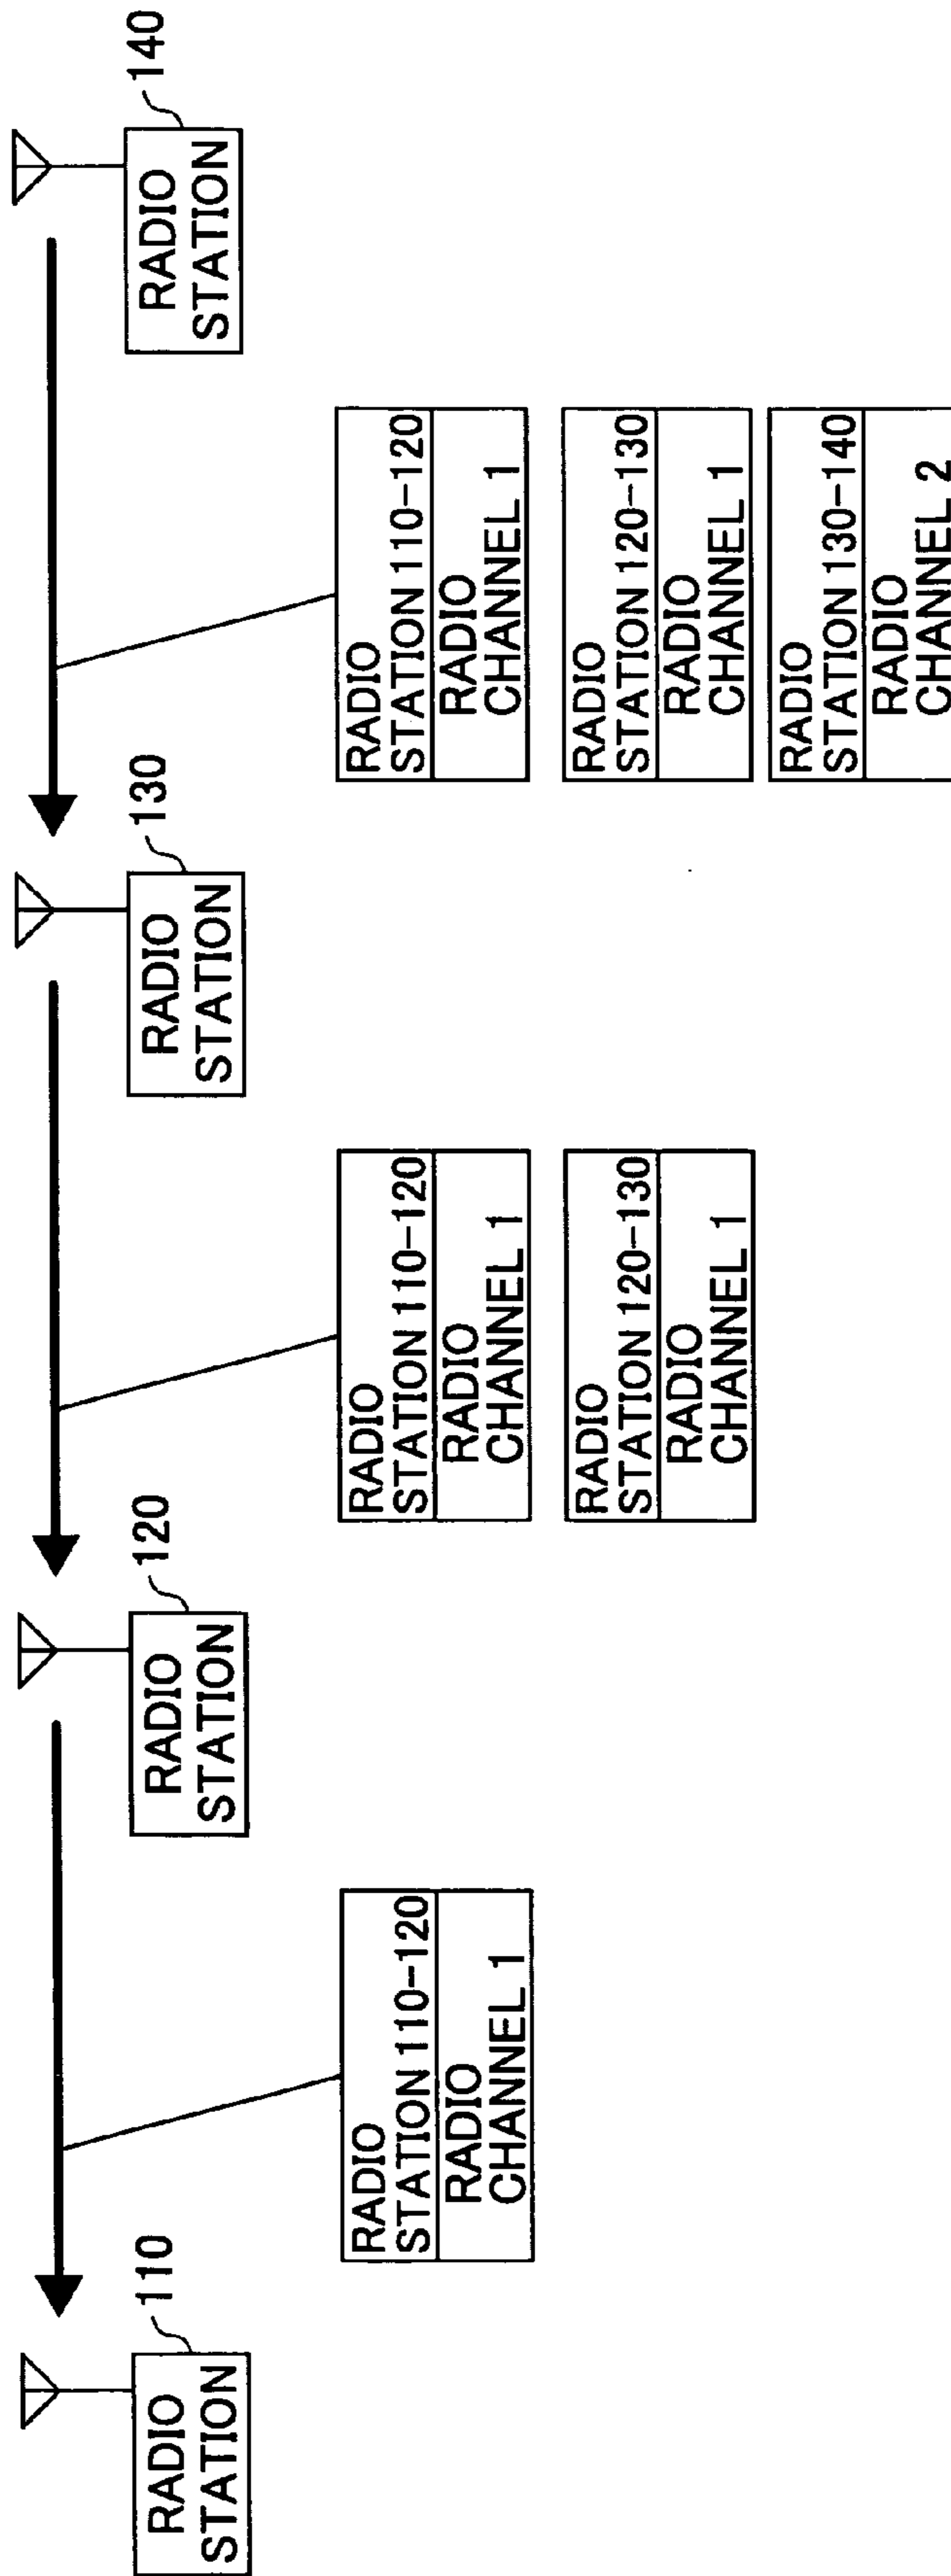 RADIO
STATION
110
RADIO
STATION
120
RADIO
STATION
130
RADIO
STATION
140
RADIO
STATION 110-120
RADIO
CHANNEL 1
RADIO
STATION 110-120
RADIO
CHANNEL 1
RADIO
STATION 120-130
RADIO
CHANNEL 1
RADIO
STATION 110-120
RADIO
CHANNEL 1
RADIO
STATION 120-130
RADIO
CHANNEL 1
RADIO
STATION 130-140
RADIO
CHANNEL 2